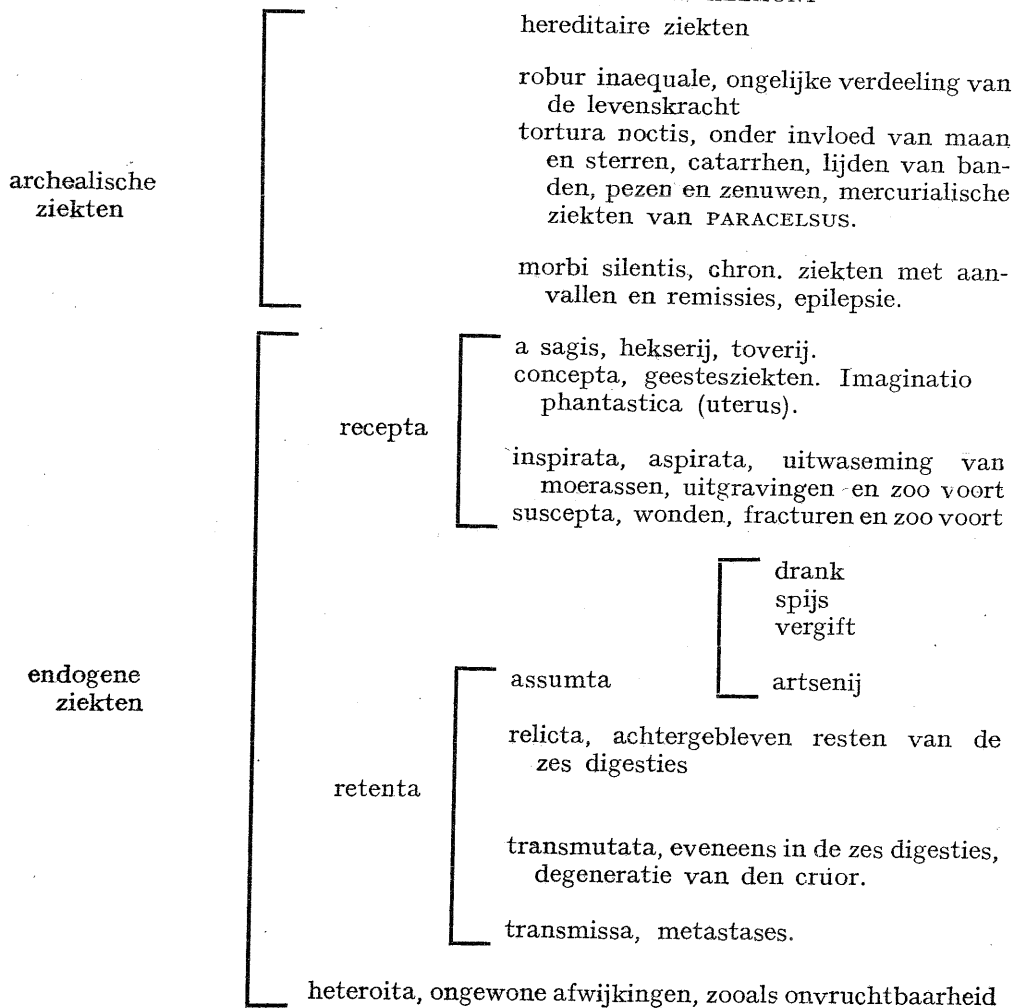 hereditaire ziekten
robur inaequale, ongelijke verdeeling van
de levenskracht
tortura noctis, onder invloed van maan
en sterren, catarrhen, lijden van ban-
den, pezen en zenuwen, mercurialische
ziekten van PARACELSUS.
archealische
ziekten
morbi silentis, chron. ziekten met aan-
vallen en remissies, epilepsie.
a sagis, hekserij, toverij.
concepta, geestesziekten. Imaginatio
phantastica (uterus).
recepta
inspirata, aspirata, uitwaseming van
moerassen, uitgravingen en zoo voort
suscepta, wonden, fracturen en zoo voort
drank
spijs
vergift
endogene
ziekten
assumta
artsenij
relicta, achtergebleven resten van de
zes digesties
retenta
transmutata, eveneens in de zes digesties,
degeneratie van den cruor.
transmissa, metastases.
heteroita, ongewone afwijkingen, zooals onvruchtbaarheid